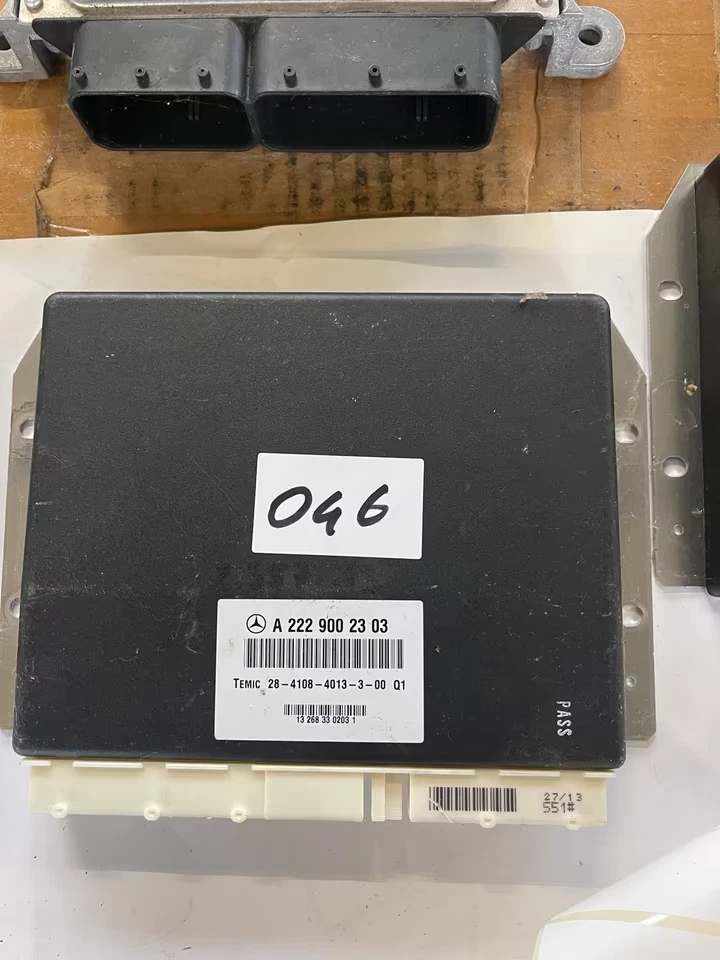 046
A 222 900 23 03
TEMIC 28-4108-4013-3-00 Q1
13 268 33 0203 1
PASS
27/13
551#